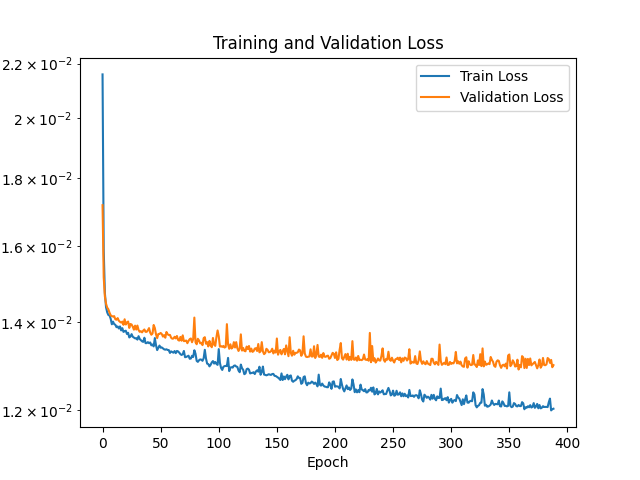 Training and Validation Loss
2.2 × 10⁻²
2 × 10⁻²
1.8 × 10⁻²
1.6 × 10⁻²
1.4 × 10⁻²
1.2 × 10⁻²
Train Loss
Validation Loss
0 50 100 150 200 250 300 350 400
Epoch